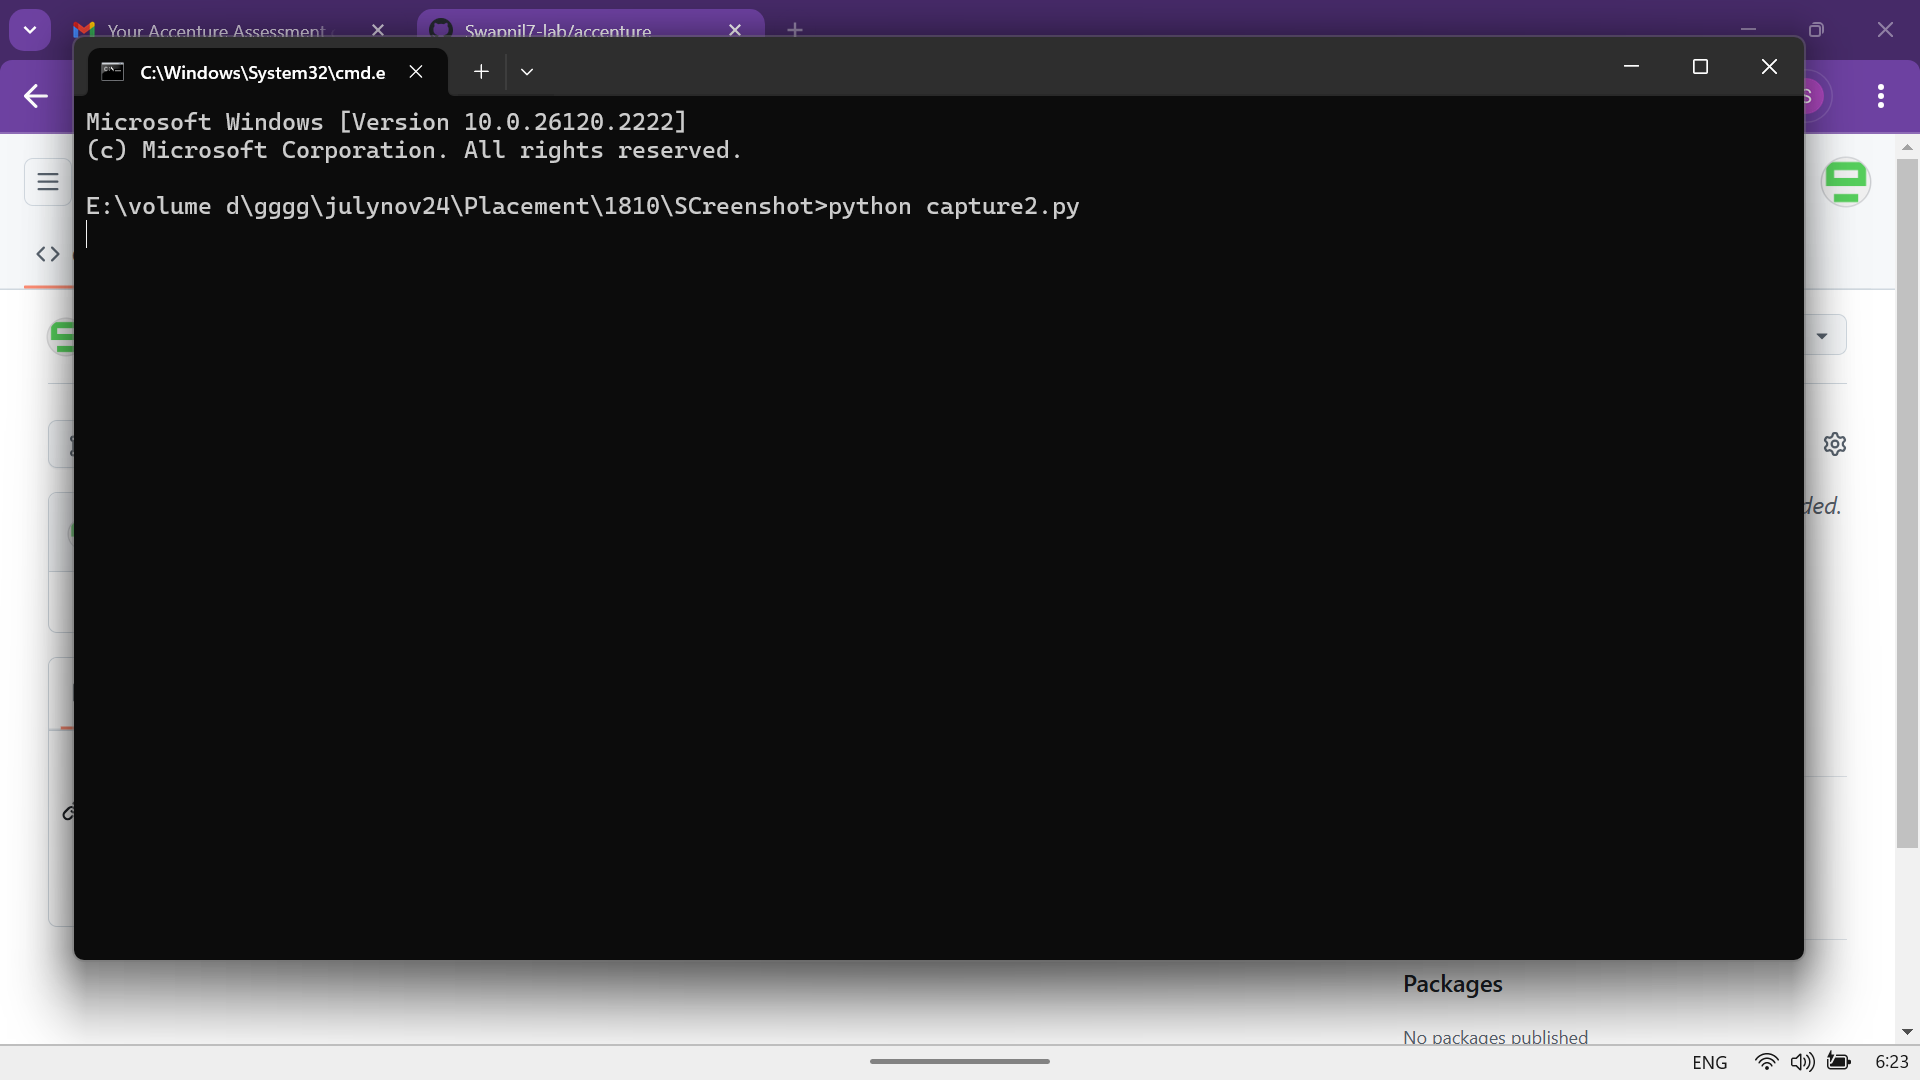 Your Accenture Assessment
Swapnil7-lab/accenture
C:\Windows\System32\cmd.e
Microsoft Windows [Version 10.0.26120.2222]
(c) Microsoft Corporation. All rights reserved.
E:\volume d\gggg\julynov24\Placement\1810\SCreenshot>python capture2.py
S
ded.
Packages
No packages published
ENG
6:23